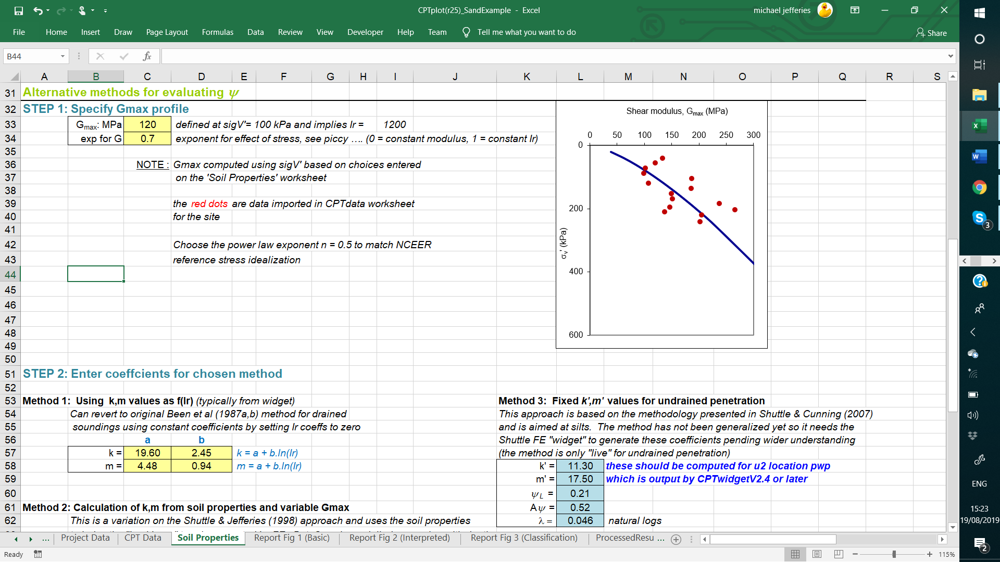 CPTplot(r25)_SandExample - Excel
michael jefferies
File Home Insert Draw Page Layout Formulas Data Review View Developer Help Team Tell me what you want to do Share
B44
fx
A B C D E F G H I J K L M N O P Q R S
31 Alternative methods for evaluating ψ
32 STEP 1: Specify Gmax profile
33 Gmax: MPa 120 defined at sigV'= 100 kPa and implies Ir = 1200
34 exp for G 0.7 exponent for effect of stress, see piccy .... (0 = constant modulus, 1 = constant Ir)
35
36 NOTE : Gmax computed using sigV' based on choices entered
37 on the 'Soil Properties' worksheet
38
39 the red dots are data imported in CPTdata worksheet
40 for the site
41
42 Choose the power law exponent n = 0.5 to match NCEER
43 reference stress idealization
44
45
46
47
48
49
50
Shear modulus, Gmax (MPa)
0 50 100 150 200 250 300
0
200
400
600
σv' (kPa)
51 STEP 2: Enter coeffcients for chosen method
52
53 Method 1: Using k,m values as f(Ir) (typically from widget) Method 3: Fixed k',m' values for undrained penetration
54 Can revert to original Been et al (1987a,b) method for drained This approach is based on the methodology presented in Shuttle & Cunning (2007)
55 soundings using constant coefficients by setting Ir coeffs to zero and is aimed at silts. The method has not been generalized yet so it needs the
56 a b Shuttle FE "widget" to generate these coefficients pending wider understanding
57 k = 19.60 2.45 k = a + b.ln(Ir) (the method is only "live" for undrained penetration)
58 m = 4.48 0.94 m = a + b.ln(Ir) k' = 11.30 these should be computed for u2 location pwp
59 m' = 17.50 which is output by CPTwidgetV2.4 or later
60 ψL = 0.21
61 Method 2: Calculation of k,m from soil properties and variable Gmax Aψ = 0.52
62 This is a variation on the Shuttle & Jefferies (1998) approach and uses the soil properties λ = 0.046 natural logs
... Project Data CPT Data Soil Properties Report Fig 1 (Basic) Report Fig 2 (Interpreted) Report Fig 3 (Classification) ProcessedResu ...
Ready 115%
3
ENG
15:23
19/08/2019
2